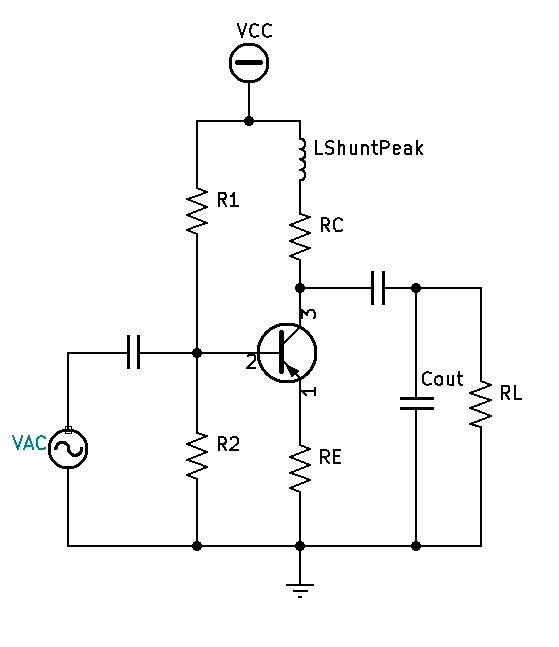 VCC
LShuntPeak
R1
RC
3
2
1
Cout
RL
VAC
R2
RE